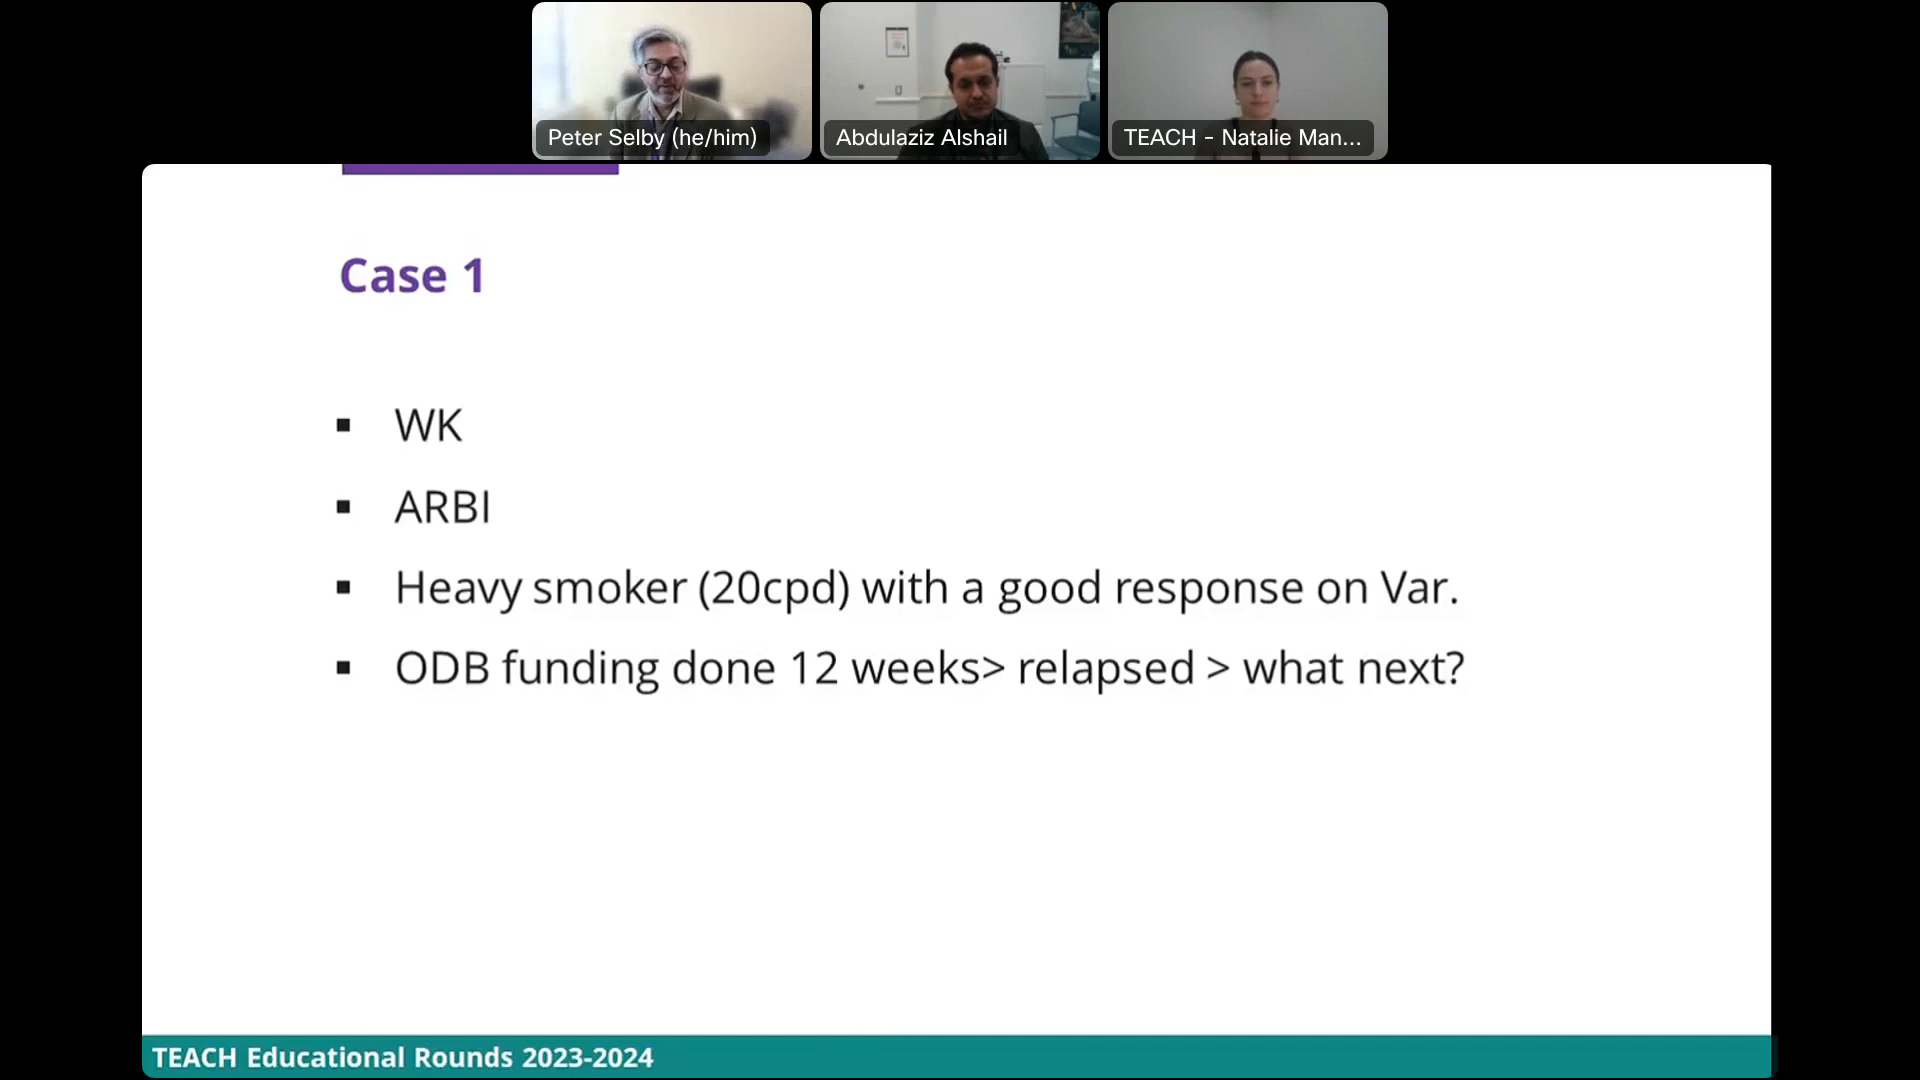 Peter Selby (he/him)
Abdulaziz Alshail
TEACH - Natalie Man...
Case 1
▪ WK
▪ ARBI
▪ Heavy smoker (20cpd) with a good response on Var.
▪ ODB funding done 12 weeks> relapsed > what next?
TEACH Educational Rounds 2023-2024